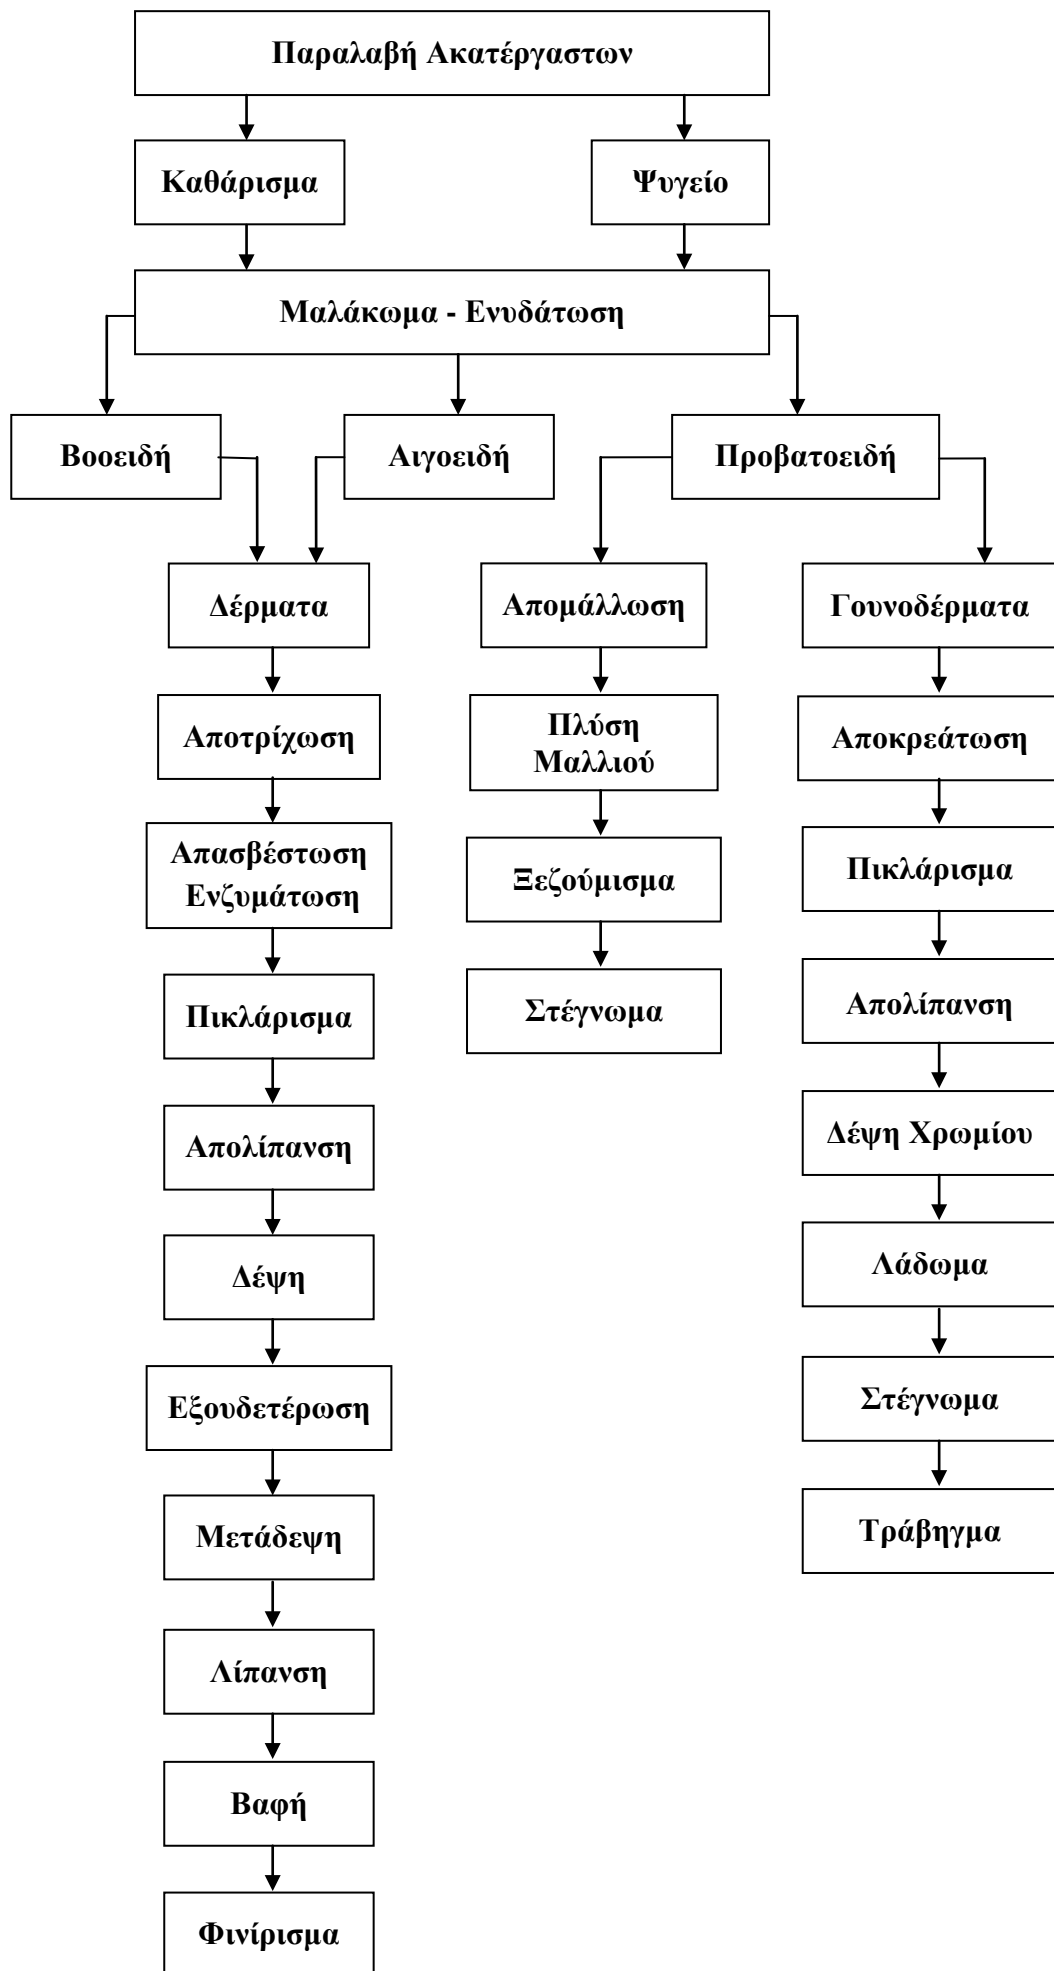 Παραλαβή Ακατέργαστων
Καθάρισμα
Ψυγείο
Μαλάκωμα - Ενυδάτωση
Βοοειδή
Αιγοειδή
Προβατοειδή
Δέρματα
Απομάλλωση
Γουνοδέρματα
Αποτρίχωση
Πλύση
Μαλλιού
Αποκρεάτωση
Απασβέστωση
Ενζυμάτωση
Ξεζούμισμα
Πικλάρισμα
Πικλάρισμα
Στέγνωμα
Απολίπανση
Απολίπανση
Δέψη Χρωμίου
Δέψη
Λάδωμα
Εξουδετέρωση
Στέγνωμα
Μετάδεψη
Τράβηγμα
Λίπανση
Βαφή
Φινίρισμα